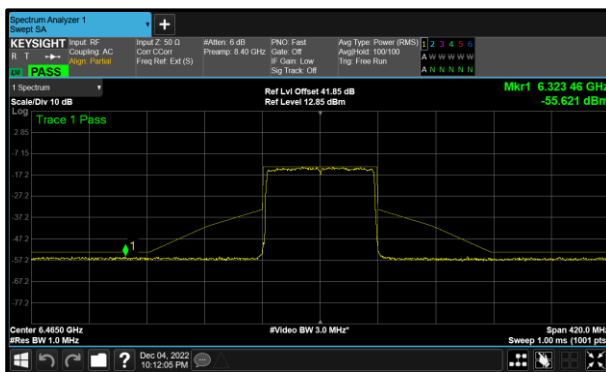 Spectrum Analyzer 1
Swept SA
+
KEYSIGHT Input: RF Input Z: 50 Ω #Atten: 6 dB PNO: Fast Avg Type: Power (RMS) 1 2 3 4 5 6
R T Coupling: AC Corr CCorr Preamp: 8.40 GHz Gate: Off Avg|Hold: 100/100 A W W W W W
Align: Partial Freq Ref: Ext (S) IF Gain: Low Trig: Free Run
PASS Sig Track: Off A N N N N N
1 Spectrum Ref Lvl Offset 41.85 dB Mkr1 6.323 46 GHz
Scale/Div 10 dB Ref Level 12.85 dBm -55.621 dBm
Log
Trace 1 Pass
2.85
-7.15
-17.2
-27.2
-37.2
-47.2
1
-57.2
-67.2
-77.2
Center 6.4650 GHz #Video BW 3.0 MHz* Span 420.0 MHz
#Res BW 1.0 MHz Sweep 1.00 ms (1001 pts)
? Dec 04, 2022
10:12:05 PM